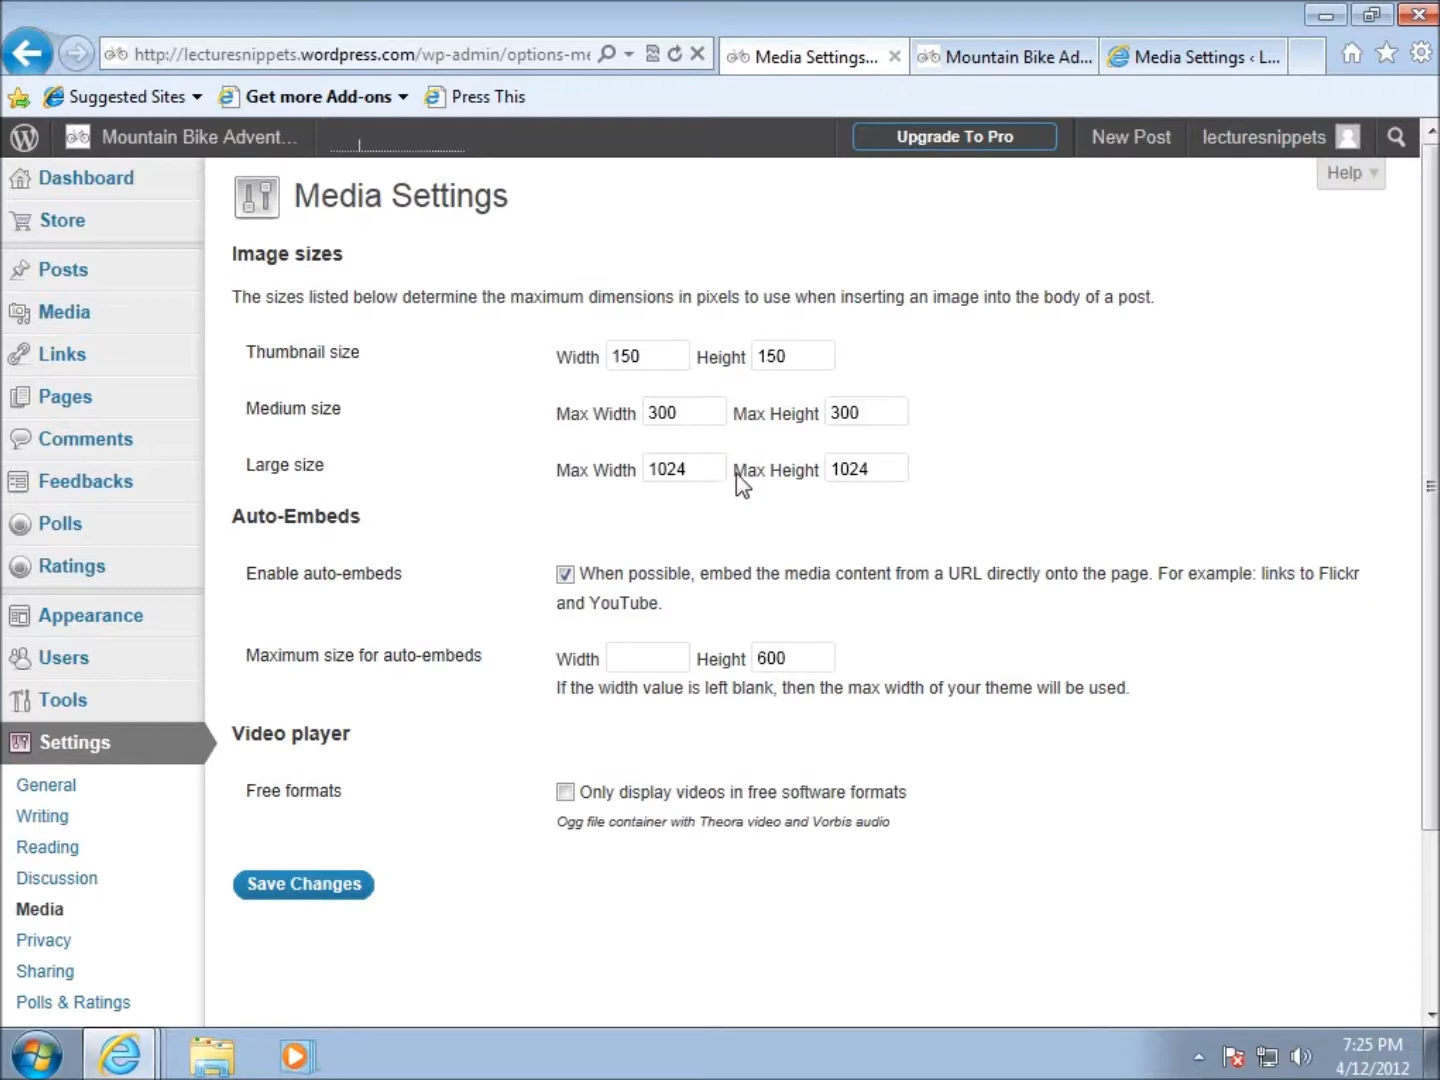 http://lecturesnippets.wordpress.com/wp-admin/options-me
Media Settings...
Mountain Bike Ad...
Media Settings ‹ L...
Suggested Sites
Get more Add-ons
Press This
Mountain Bike Advent...
Upgrade To Pro
New Post
lecturesnippets
Help
Dashboard
Store
Posts
Media
Links
Pages
Comments
Feedbacks
Polls
Ratings
Appearance
Users
Tools
Settings
General
Writing
Reading
Discussion
Media
Privacy
Sharing
Polls & Ratings
Media Settings
Image sizes
The sizes listed below determine the maximum dimensions in pixels to use when inserting an image into the body of a post.
Thumbnail size Width 150 Height 150
Medium size Max Width 300 Max Height 300
Large size Max Width 1024 Max Height 1024
Auto-Embeds
Enable auto-embeds When possible, embed the media content from a URL directly onto the page. For example: links to Flickr
and YouTube.
Maximum size for auto-embeds Width Height 600
If the width value is left blank, then the max width of your theme will be used.
Video player
Free formats Only display videos in free software formats
Ogg file container with Theora video and Vorbis audio
Save Changes
7:25 PM
4/12/2012